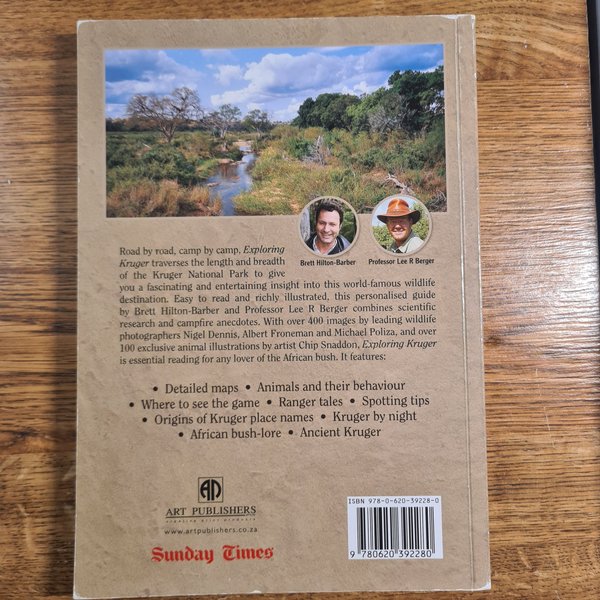 Brett Hilton-Barber
Professor Lee R Berger
Road by road, camp by camp, Exploring
Kruger traverses the length and breadth
of the Kruger National Park to give
you a fascinating and entertaining insight into this world-famous wildlife
destination. Easy to read and richly illustrated, this personalised guide
by Brett Hilton-Barber and Professor Lee R Berger combines scientific
research and campfire anecdotes. With over 400 images by leading wildlife
photographers Nigel Dennis, Albert Froneman and Michael Poliza, and over
100 exclusive animal illustrations by artist Chip Snaddon, Exploring Kruger
is essential reading for any lover of the African bush. It features:
• Detailed maps • Animals and their behaviour
• Where to see the game • Ranger tales • Spotting tips
• Origins of Kruger place names • Kruger by night
• African bush-lore • Ancient Kruger
ART PUBLISHERS
creating prize products
www.artpublishers.co.za
Sunday Times
ISBN 978-0-620-39228-0
9 780620 392280